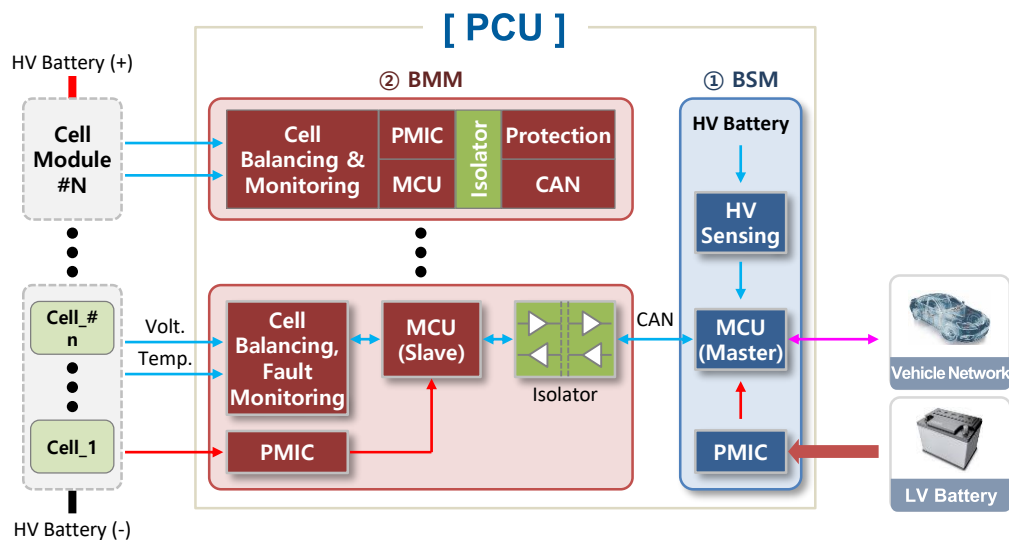 [ PCU ]
HV Battery (+)
② BMM
① BSM
Cell
Module
#N
Cell
Balancing &
Monitoring
PMIC
MCU
Isolator
Protection
CAN
HV Battery
HV
Sensing
Cell_#
n
Volt.
Temp.
Cell_1
Cell
Balancing,
Fault
Monitoring
MCU
(Slave)
Isolator
PMIC
CAN
MCU
(Master)
PMIC
Vehicle Network
LV Battery
HV Battery (-)